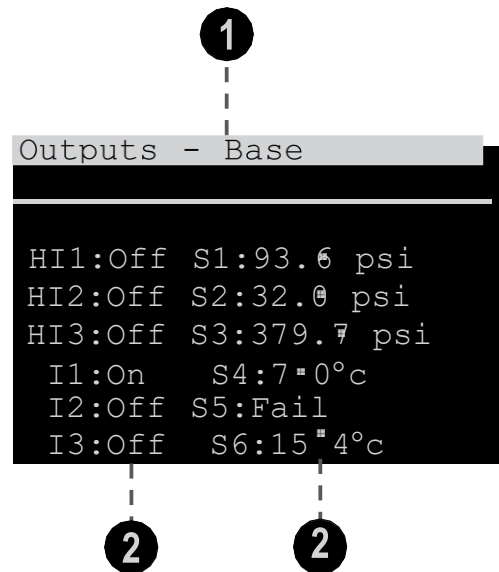 1
Outputs - Base
HI1:Off S1:93.6 psi
HI2:Off S2:32.0 psi
HI3:Off S3:379.7 psi
I1:On S4:7.0°c
I2:Off S5:Fail
I3:Off S6:15.4°c
2 2